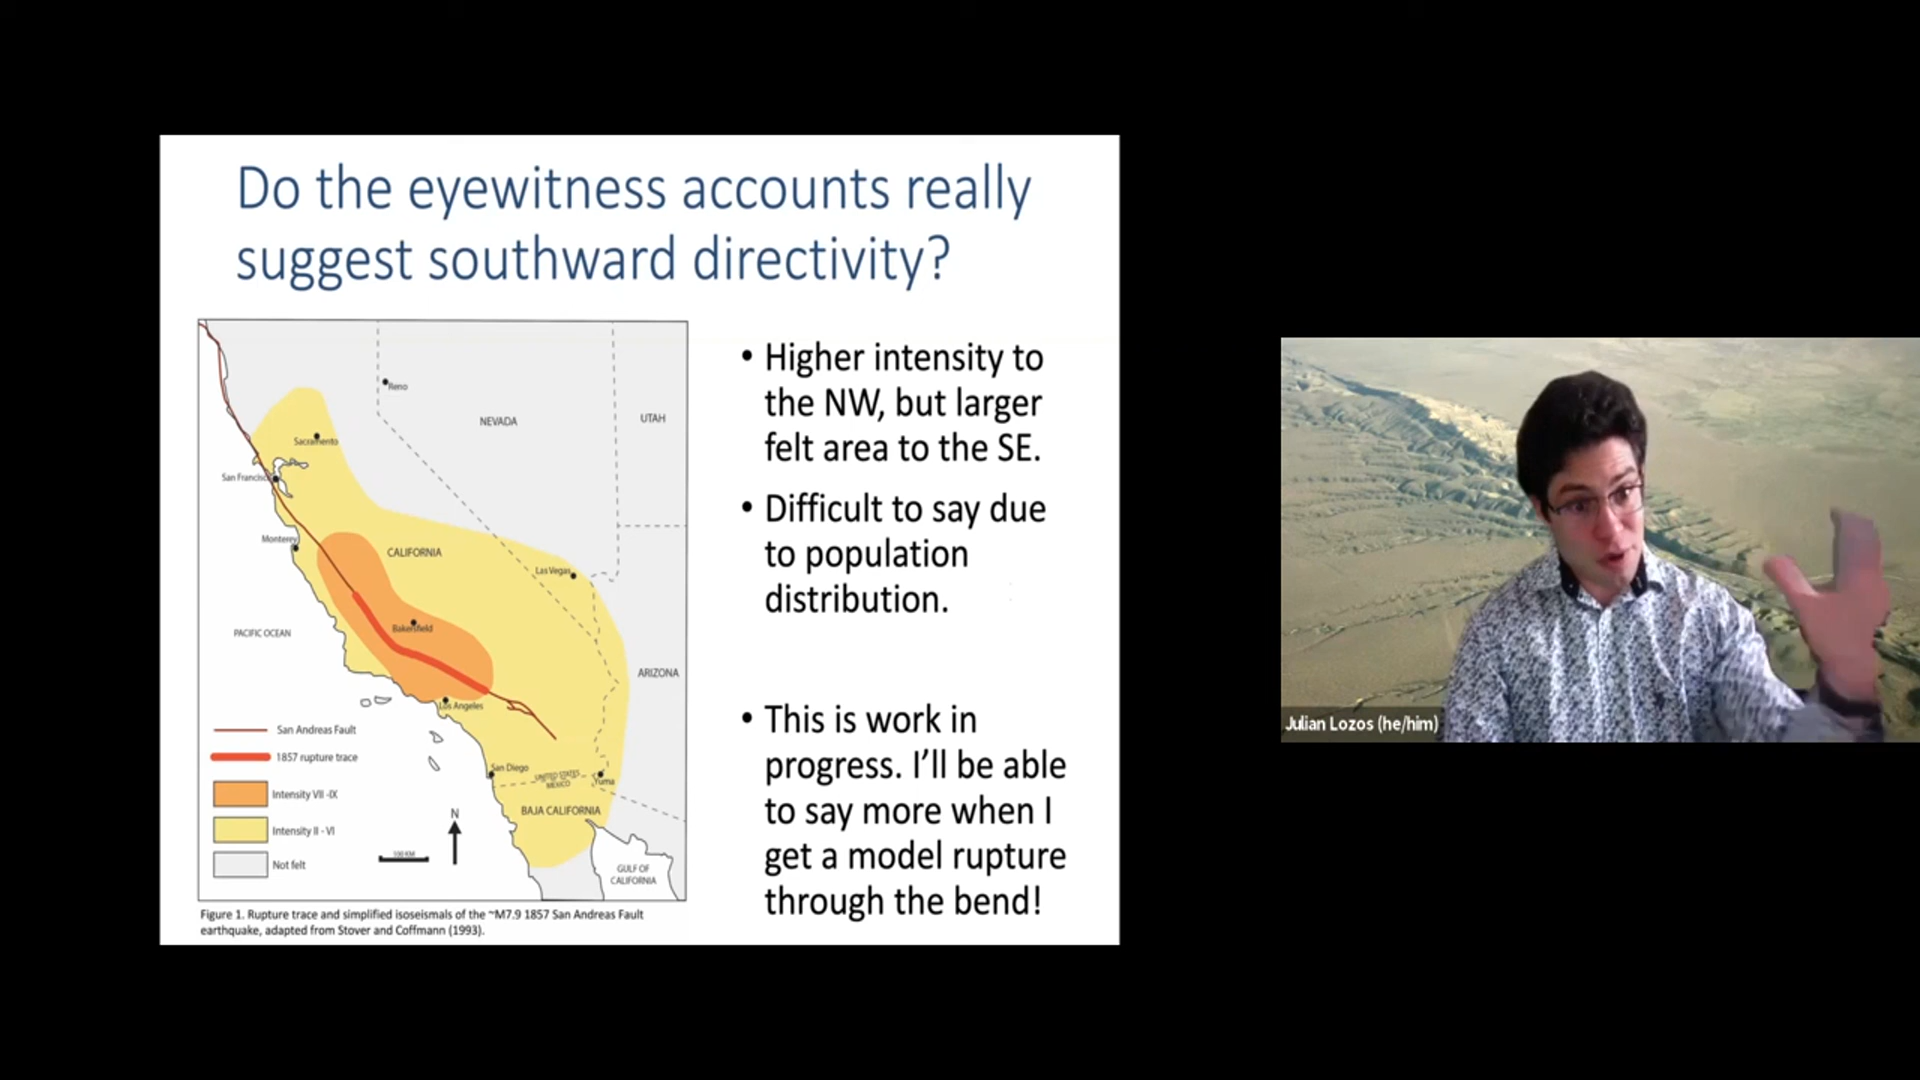 Do the eyewitness accounts really
suggest southward directivity?
Reno
NEVADA
UTAH
Sacramento
San Francisco
Monterey
CALIFORNIA
Las Vegas
Bakersfield
PACIFIC OCEAN
ARIZONA
Los Angeles
San Diego
UNITED STATES
MEXICO
Yuma
BAJA CALIFORNIA
GULF OF
CALIFORNIA
San Andreas Fault
1857 rupture trace
Intensity VII -IX
Intensity II - VI
Not felt
100 KM
N
Figure 1. Rupture trace and simplified isoseismals of the ~M7.9 1857 San Andreas Fault
earthquake, adapted from Stover and Coffmann (1993).
• Higher intensity to
the NW, but larger
felt area to the SE.
• Difficult to say due
to population
distribution.
• This is work in
progress. I’ll be able
to say more when I
get a model rupture
through the bend!
Julian Lozos (he/him)